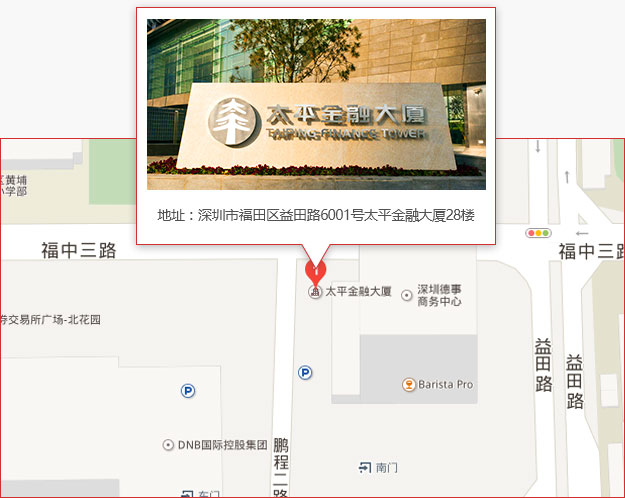 太平金融大厦
TAIPING FINANCE TOWER
地址：深圳市福田区益田路6001号太平金融大厦28楼
区黄埔
小学部
福中三路
福中三路
太平金融大厦
深圳德事
商务中心
券交易所广场-北花园
P
P
Barista Pro
益田路
益田路
DNB国际控股集团
鹏程二路
南门
东门